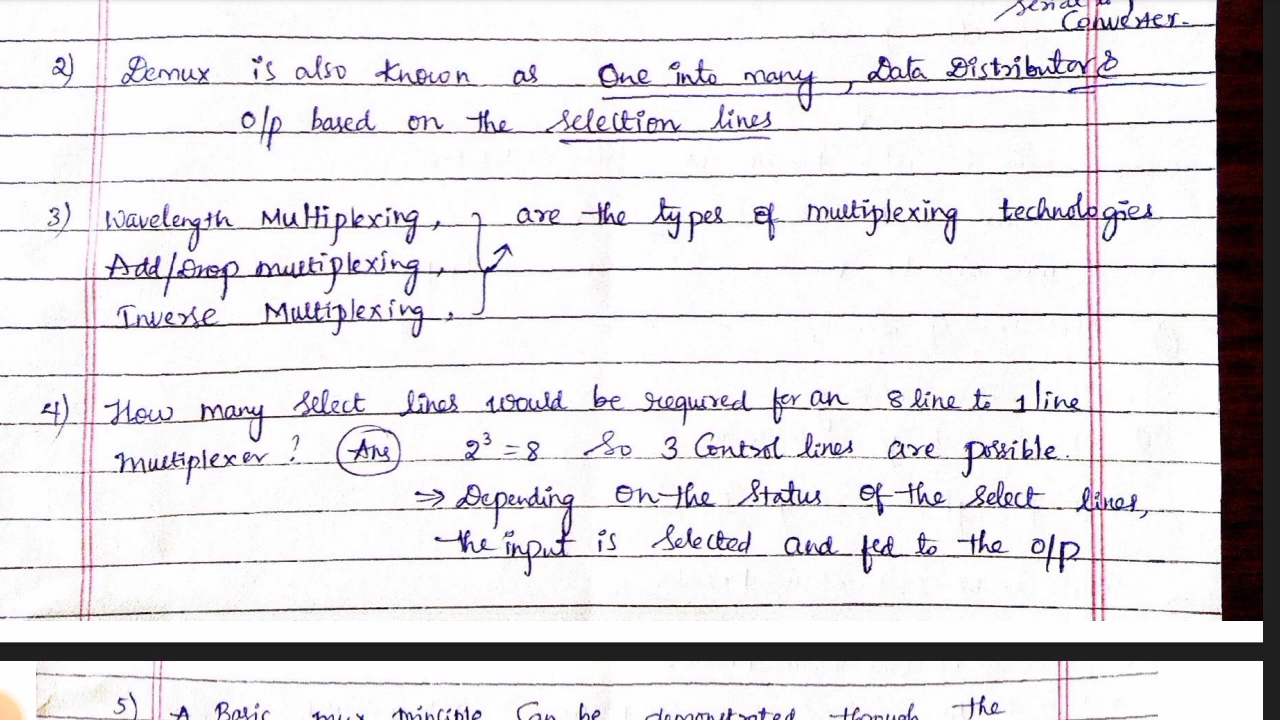 Serial
Converter.
2) Demux is also known as One into many, Data Distributor &
o/p based on the selection lines
3) Wavelength Multiplexing, are the types of multiplexing technologies
Add/Drop multiplexing,
Inverse Multiplexing,
4) How many select lines would be required for an 8 line to 1 line
Multiplexer? Ans 2³ = 8 So 3 Control lines are possible.
⇒ Depending on the status of the select lines,
the input is selected and fed to the o/p
5) A Basic mux principle Can be demonstrated through the